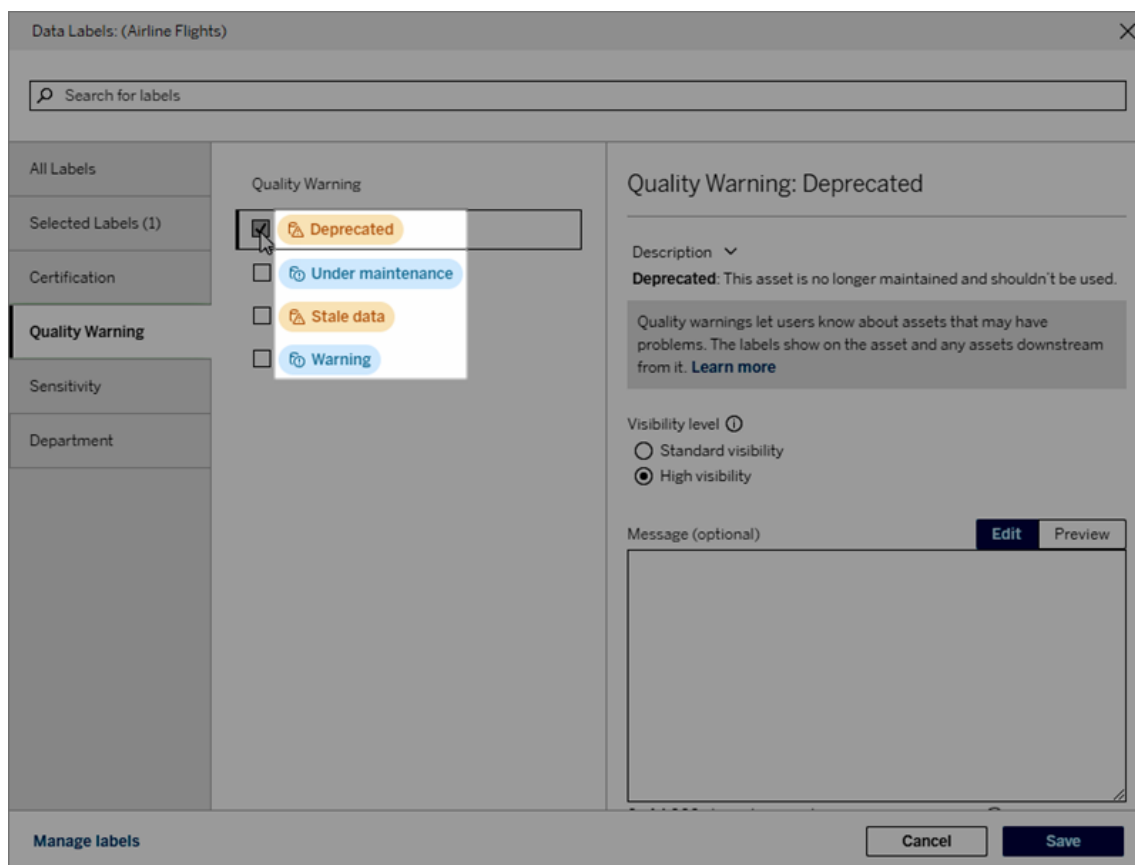 Data Labels: (Airline Flights)
Search for labels
All Labels
Selected Labels (1)
Certification
Quality Warning
Sensitivity
Department
Quality Warning
Deprecated
Under maintenance
Stale data
Warning
Quality Warning: Deprecated
Description
Deprecated: This asset is no longer maintained and shouldn't be used.
Quality warnings let users know about assets that may have
problems. The labels show on the asset and any assets downstream
from it. Learn more
Visibility level
Standard visibility
High visibility
Message (optional)
Edit
Preview
Manage labels
Cancel
Save